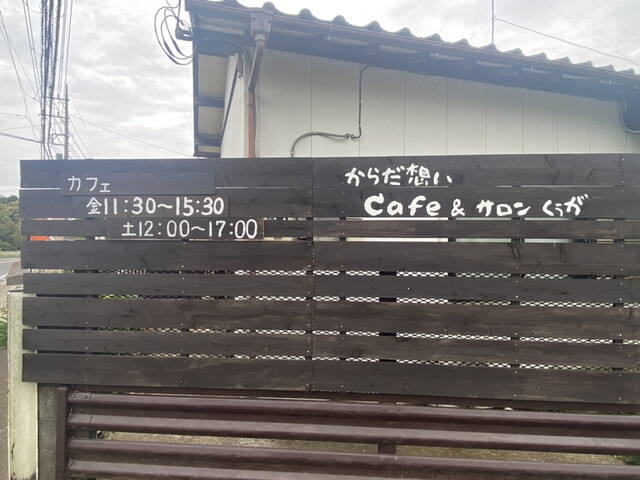 カフェ
金11:30〜15:30
土12:00〜17:00
からだ想い
Cafe & サロン くうが